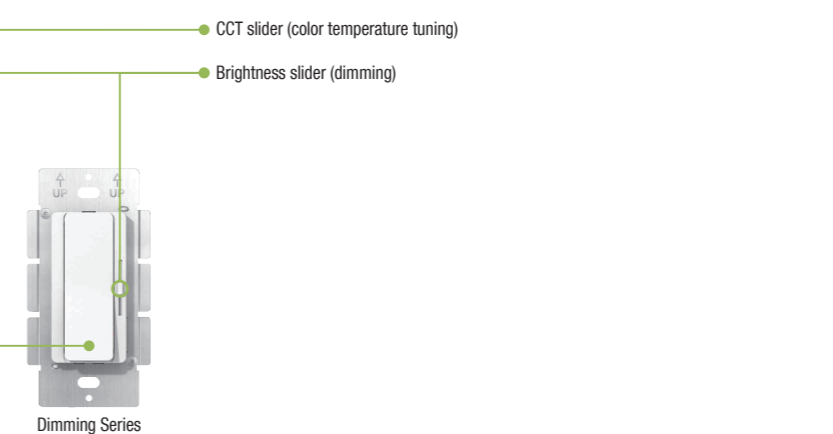 CCT slider (color temperature tuning)
Brightness slider (dimming)
UP UP
Dimming Series